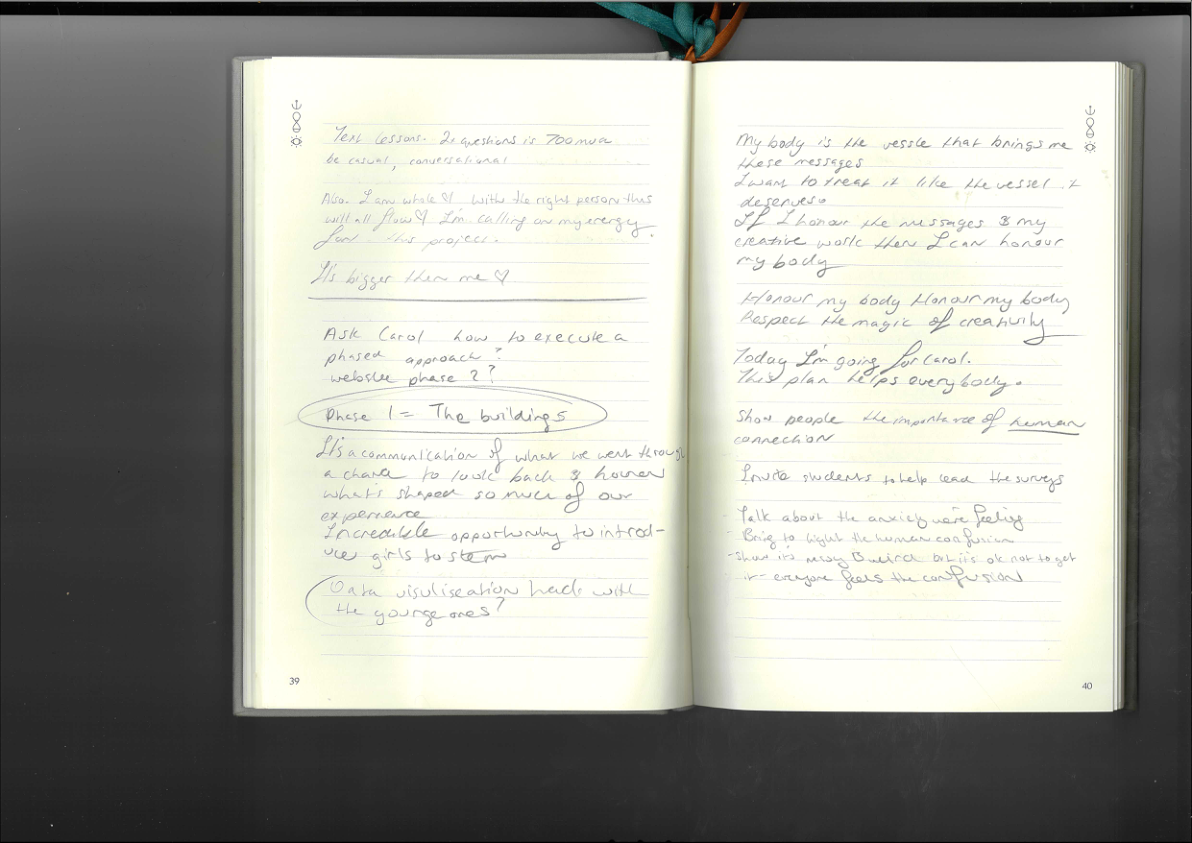 Text lessons. 2x questions is TOO much
be casual, conversational
Also. I am whole ♡ with the right person this
will all flow ♡ I'm calling on my energy
for this project.
It's bigger then me ♡
Ask Carol how to execute a
phased approach?
website phase 2?
Phase 1 = The buildings
It's a communication of what we went through
a chance to look back & honour
what's shaped so much of our
experience
Incredible opportunity to introd-
uce girls to stem
Data visulisation hack with
the younge ones?
39
My body is the vessle that brings me
these messages
I want to treat it like the vessel it
deserves.
If I honour the messages & my
creative work then I can honour
my body
Honour my body Honour my body
Respect the magic of creativity
Today I'm going for Carol.
This plan helps everybody.
Show people the importance of human
connection
Invite students to help lead the surveys
Talk about the anxiety we're feeling
- Bring to light the human confusion
- show it's messy & weird but it's ok not to get
it - everyone feels the confusion
40